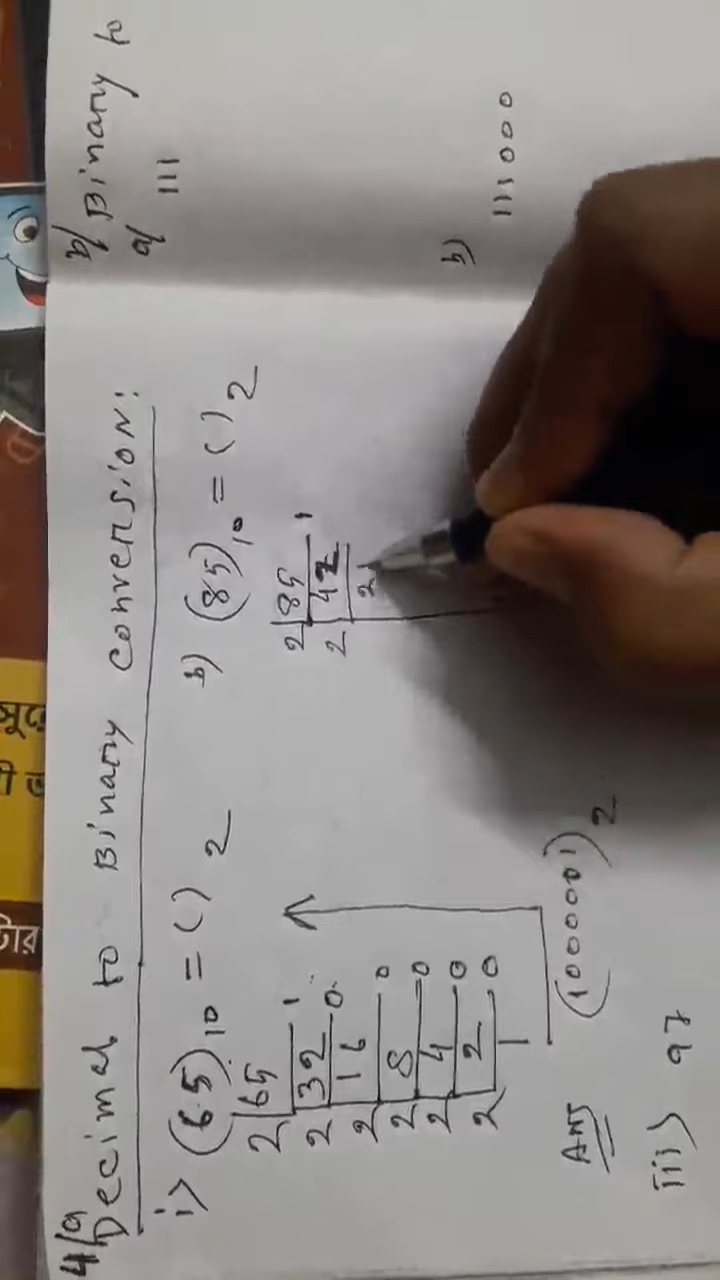 4/a
Decimal to Binary conversion:
i> (65)10 = ( ) 2
2 65
2 32 1
2 16 0
2 8 0
2 4 0
2 2 0
1 0
Ans (1000001)2
iii> 97
b) (85)10 = ( ) 2
2 85
2 42 1
21
b/ Binary to
a/ 111
b) 111000